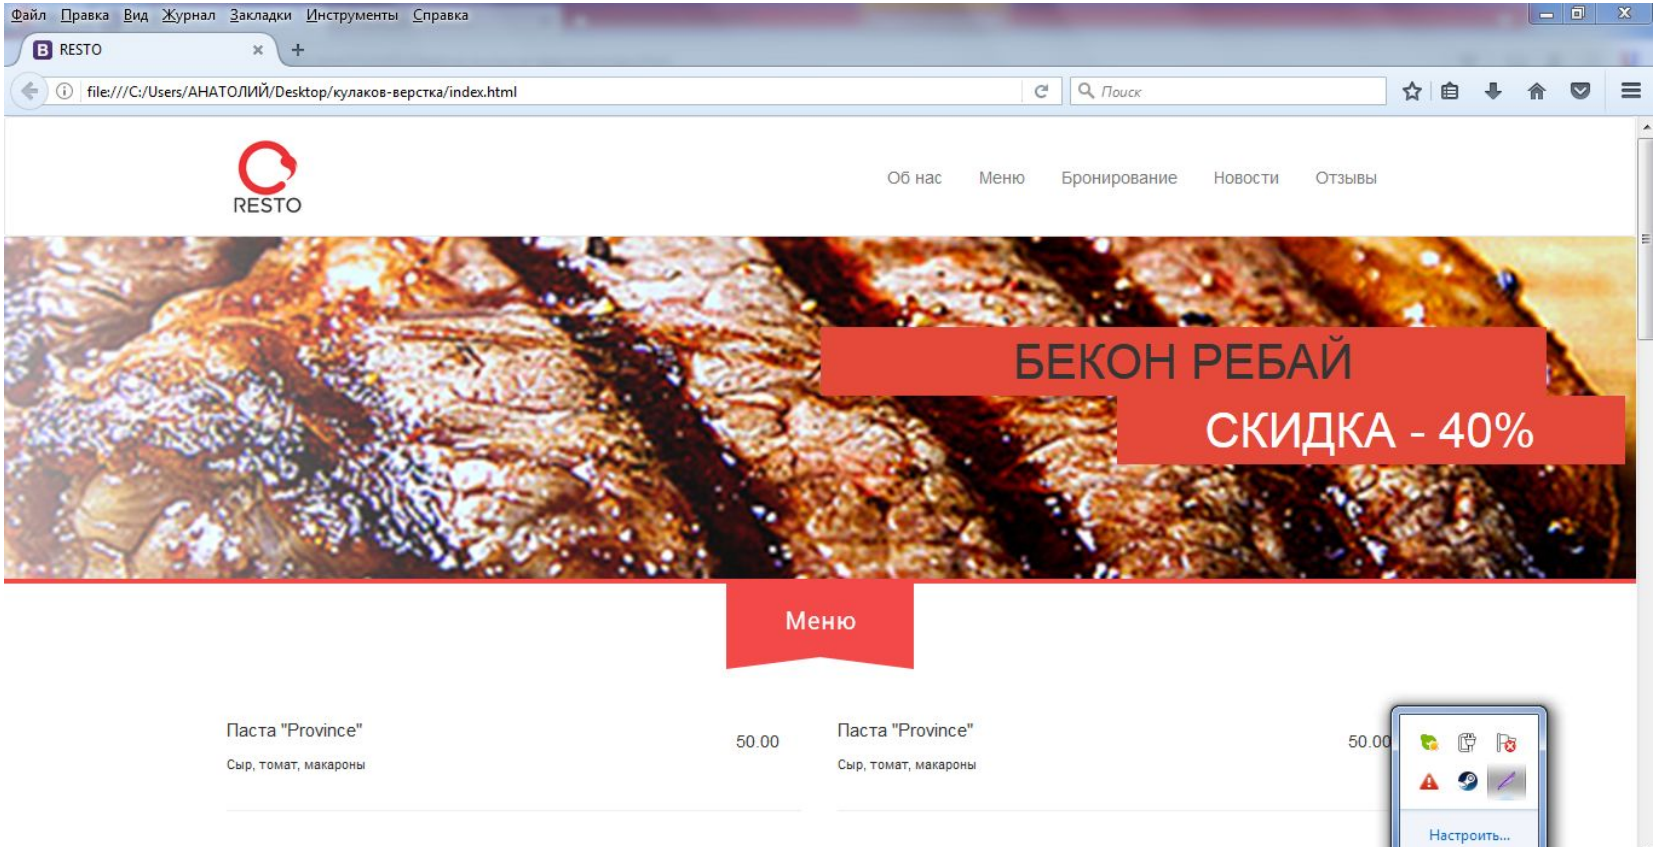 Файл Правка Вид Журнал Закладки Инструменты Справка
B RESTO × +
file:///C:/Users/АНАТОЛИЙ/Desktop/кулаков-верстка/index.html Поиск
RESTO
Об нас Меню Бронирование Новости Отзывы
БЕКОН РЕБАЙ
СКИДКА - 40%
Меню
Паста "Province" 50.00 Паста "Province" 50.00
Сыр, томат, макароны Сыр, томат, макароны
Настроить...